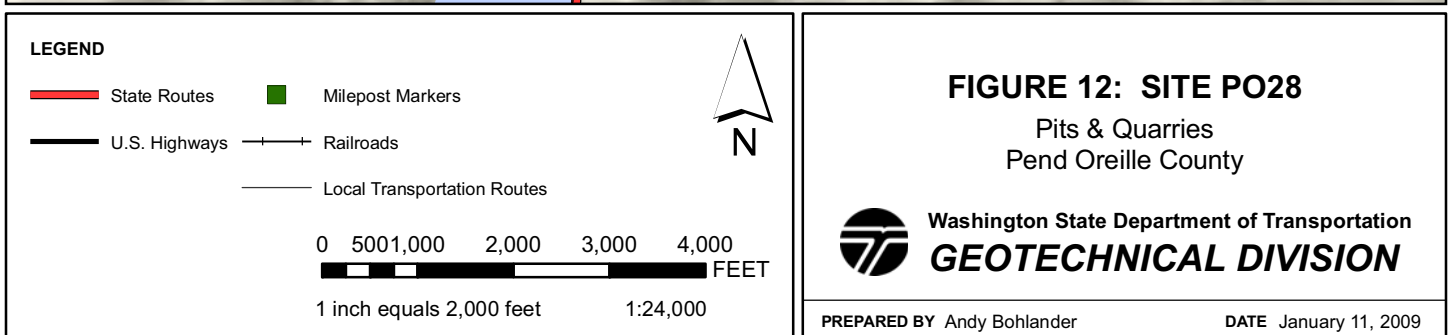 LEGEND
State Routes
Milepost Markers
U.S. Highways
Railroads
Local Transportation Routes
N
0 500 1,000 2,000 3,000 4,000
FEET
1 inch equals 2,000 feet 1:24,000
FIGURE 12: SITE PO28
Pits & Quarries
Pend Oreille County
Washington State Department of Transportation
GEOTECHNICAL DIVISION
PREPARED BY Andy Bohlander
DATE January 11, 2009